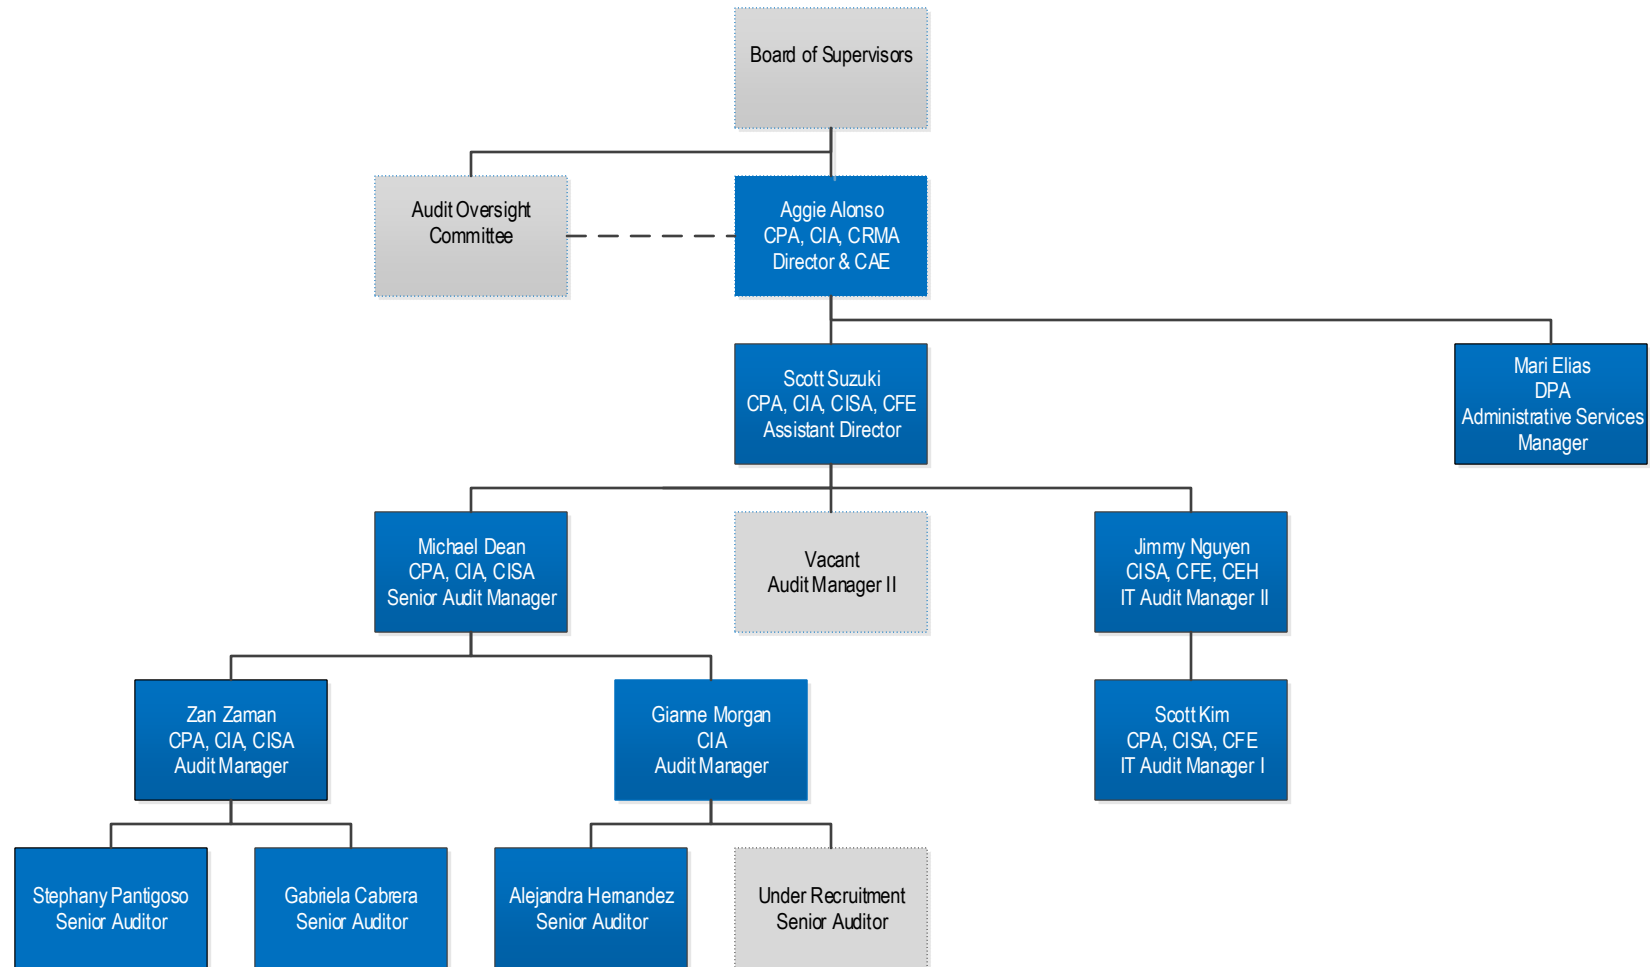 Board of Supervisors
Audit Oversight
Committee
Aggie Alonso
CPA, CIA, CRMA
Director & CAE
Scott Suzuki
CPA, CIA, CISA, CFE
Assistant Director
Mari Elias
DPA
Administrative Services
Manager
Michael Dean
CPA, CIA, CISA
Senior Audit Manager
Vacant
Audit Manager II
Jimmy Nguyen
CISA, CFE, CEH
IT Audit Manager II
Zan Zaman
CPA, CIA, CISA
Audit Manager
Gianne Morgan
CIA
Audit Manager
Scott Kim
CPA, CISA, CFE
IT Audit Manager I
Stephany Pantigoso
Senior Auditor
Gabriela Cabrera
Senior Auditor
Alejandra Hernandez
Senior Auditor
Under Recruitment
Senior Auditor